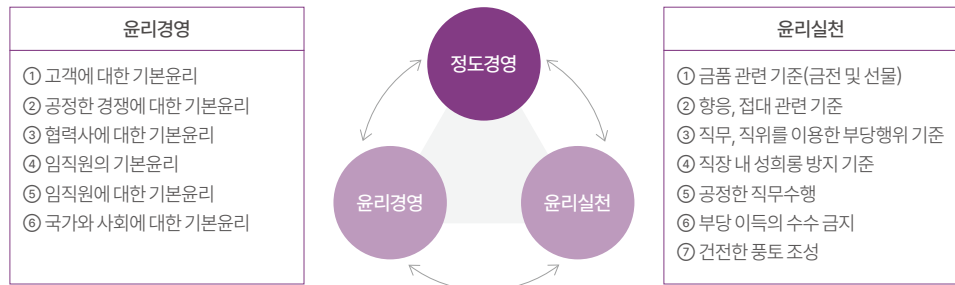 윤리경영
① 고객에 대한 기본윤리
② 공정한 경쟁에 대한 기본윤리
③ 협력사에 대한 기본윤리
④ 임직원의 기본윤리
⑤ 임직원에 대한 기본윤리
⑥ 국가와 사회에 대한 기본윤리
정도경영
윤리경영
윤리실천
윤리실천
① 금품 관련 기준(금전 및 선물)
② 향응, 접대 관련 기준
③ 직무, 직위를 이용한 부당행위 기준
④ 직장 내 성희롱 방지 기준
⑤ 공정한 직무수행
⑥ 부당 이득의 수수 금지
⑦ 건전한 풍토 조성